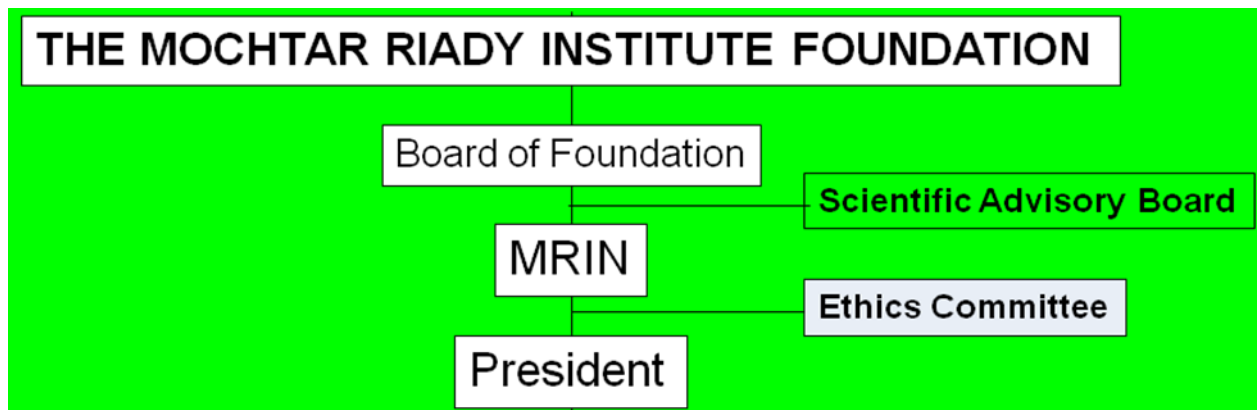 THE MOCHTAR RIADY INSTITUTE FOUNDATION
Board of Foundation
Scientific Advisory Board
MRIN
Ethics Committee
President